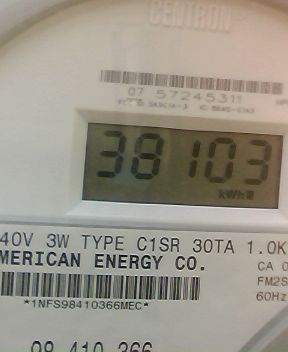 CENTRON
07 57245311
38103
kWh
40V 3W TYPE C1SR 30TA 1.0K
MERICAN ENERGY CO.
CA 0
FM2S
*1NFS98410366MEC*
60Hz
98 410 366